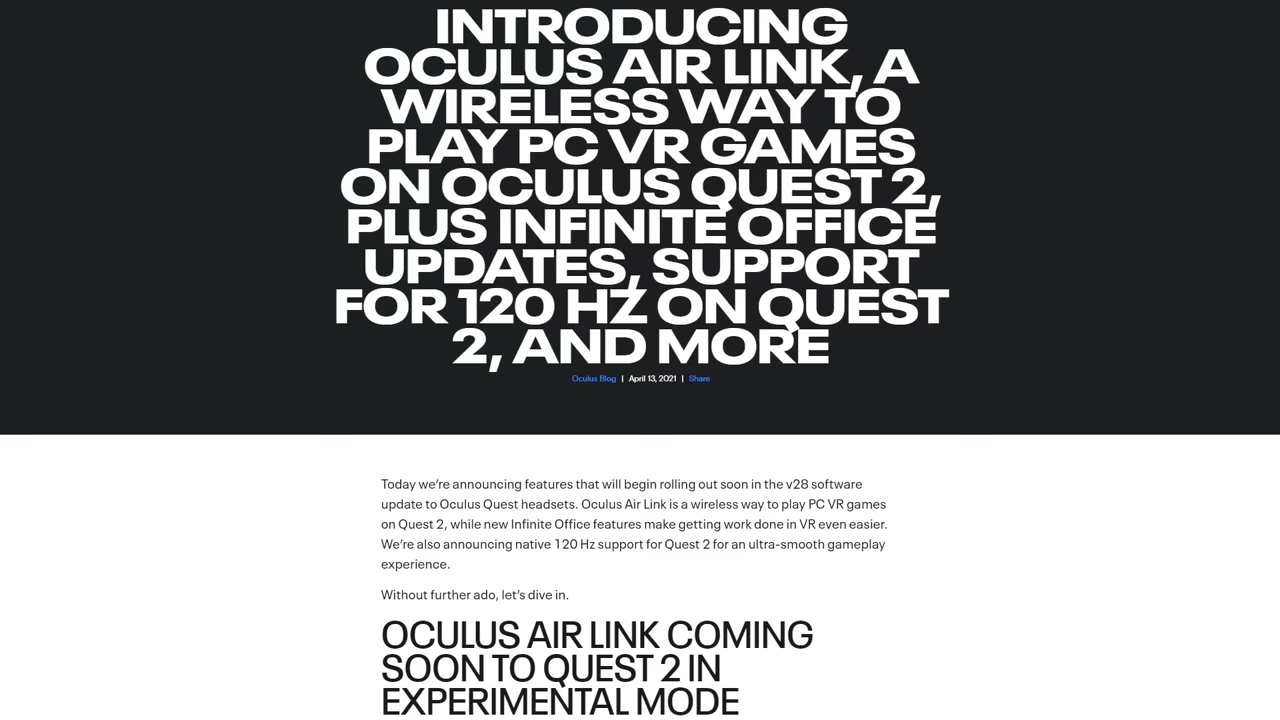 INTRODUCING
OCULUS AIR LINK, A
WIRELESS WAY TO
PLAY PC VR GAMES
ON OCULUS QUEST 2,
PLUS INFINITE OFFICE
UPDATES, SUPPORT
FOR 120 HZ ON QUEST
2, AND MORE
Oculus Blog | April 13, 2021 | Share
Today we’re announcing features that will begin rolling out soon in the v28 software
update to Oculus Quest headsets. Oculus Air Link is a wireless way to play PC VR games
on Quest 2, while new Infinite Office features make getting work done in VR even easier.
We’re also announcing native 120 Hz support for Quest 2 for an ultra-smooth gameplay
experience.
Without further ado, let’s dive in.
OCULUS AIR LINK COMING
SOON TO QUEST 2 IN
EXPERIMENTAL MODE